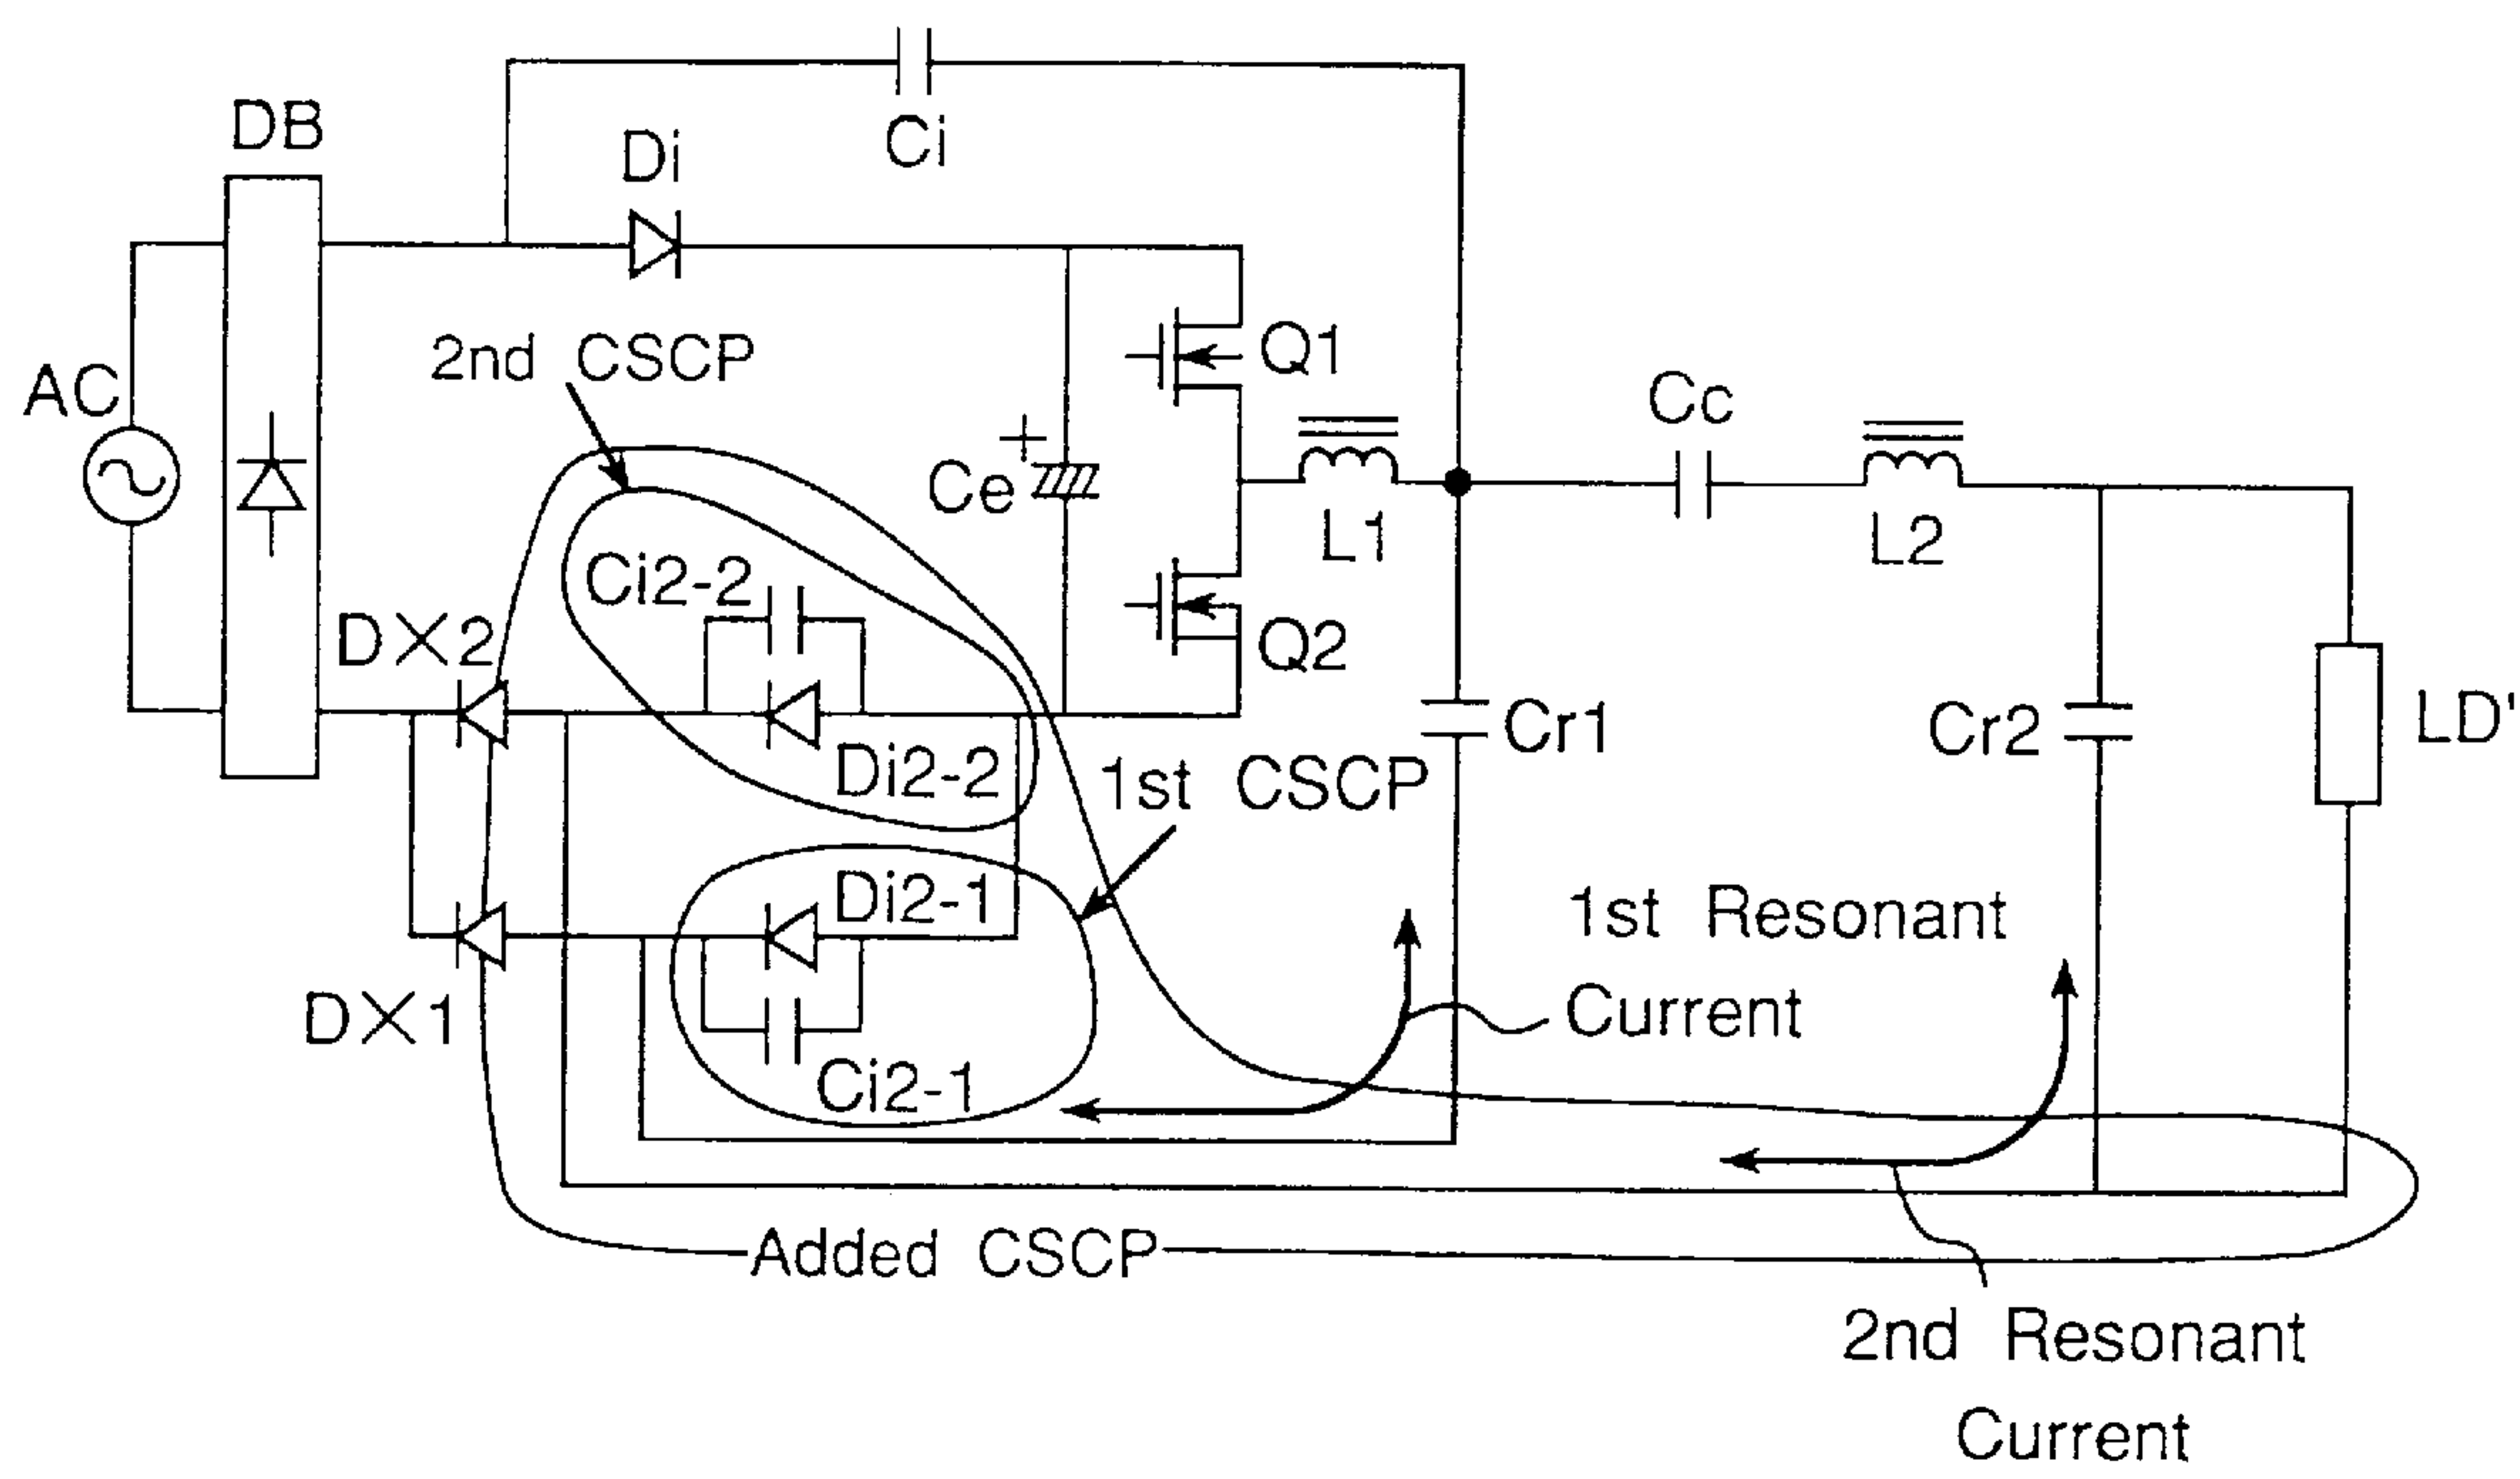 DB
Ci
Di
AC
2nd CSCP
Q1
Ce
+
L1
Cc
L2
Ci2-2
DX2
Q2
Di2-2
Cr1
Cr2
LD'
1st CSCP
Di2-1
DX1
Ci2-1
1st Resonant
Current
Added CSCP
2nd Resonant
Current